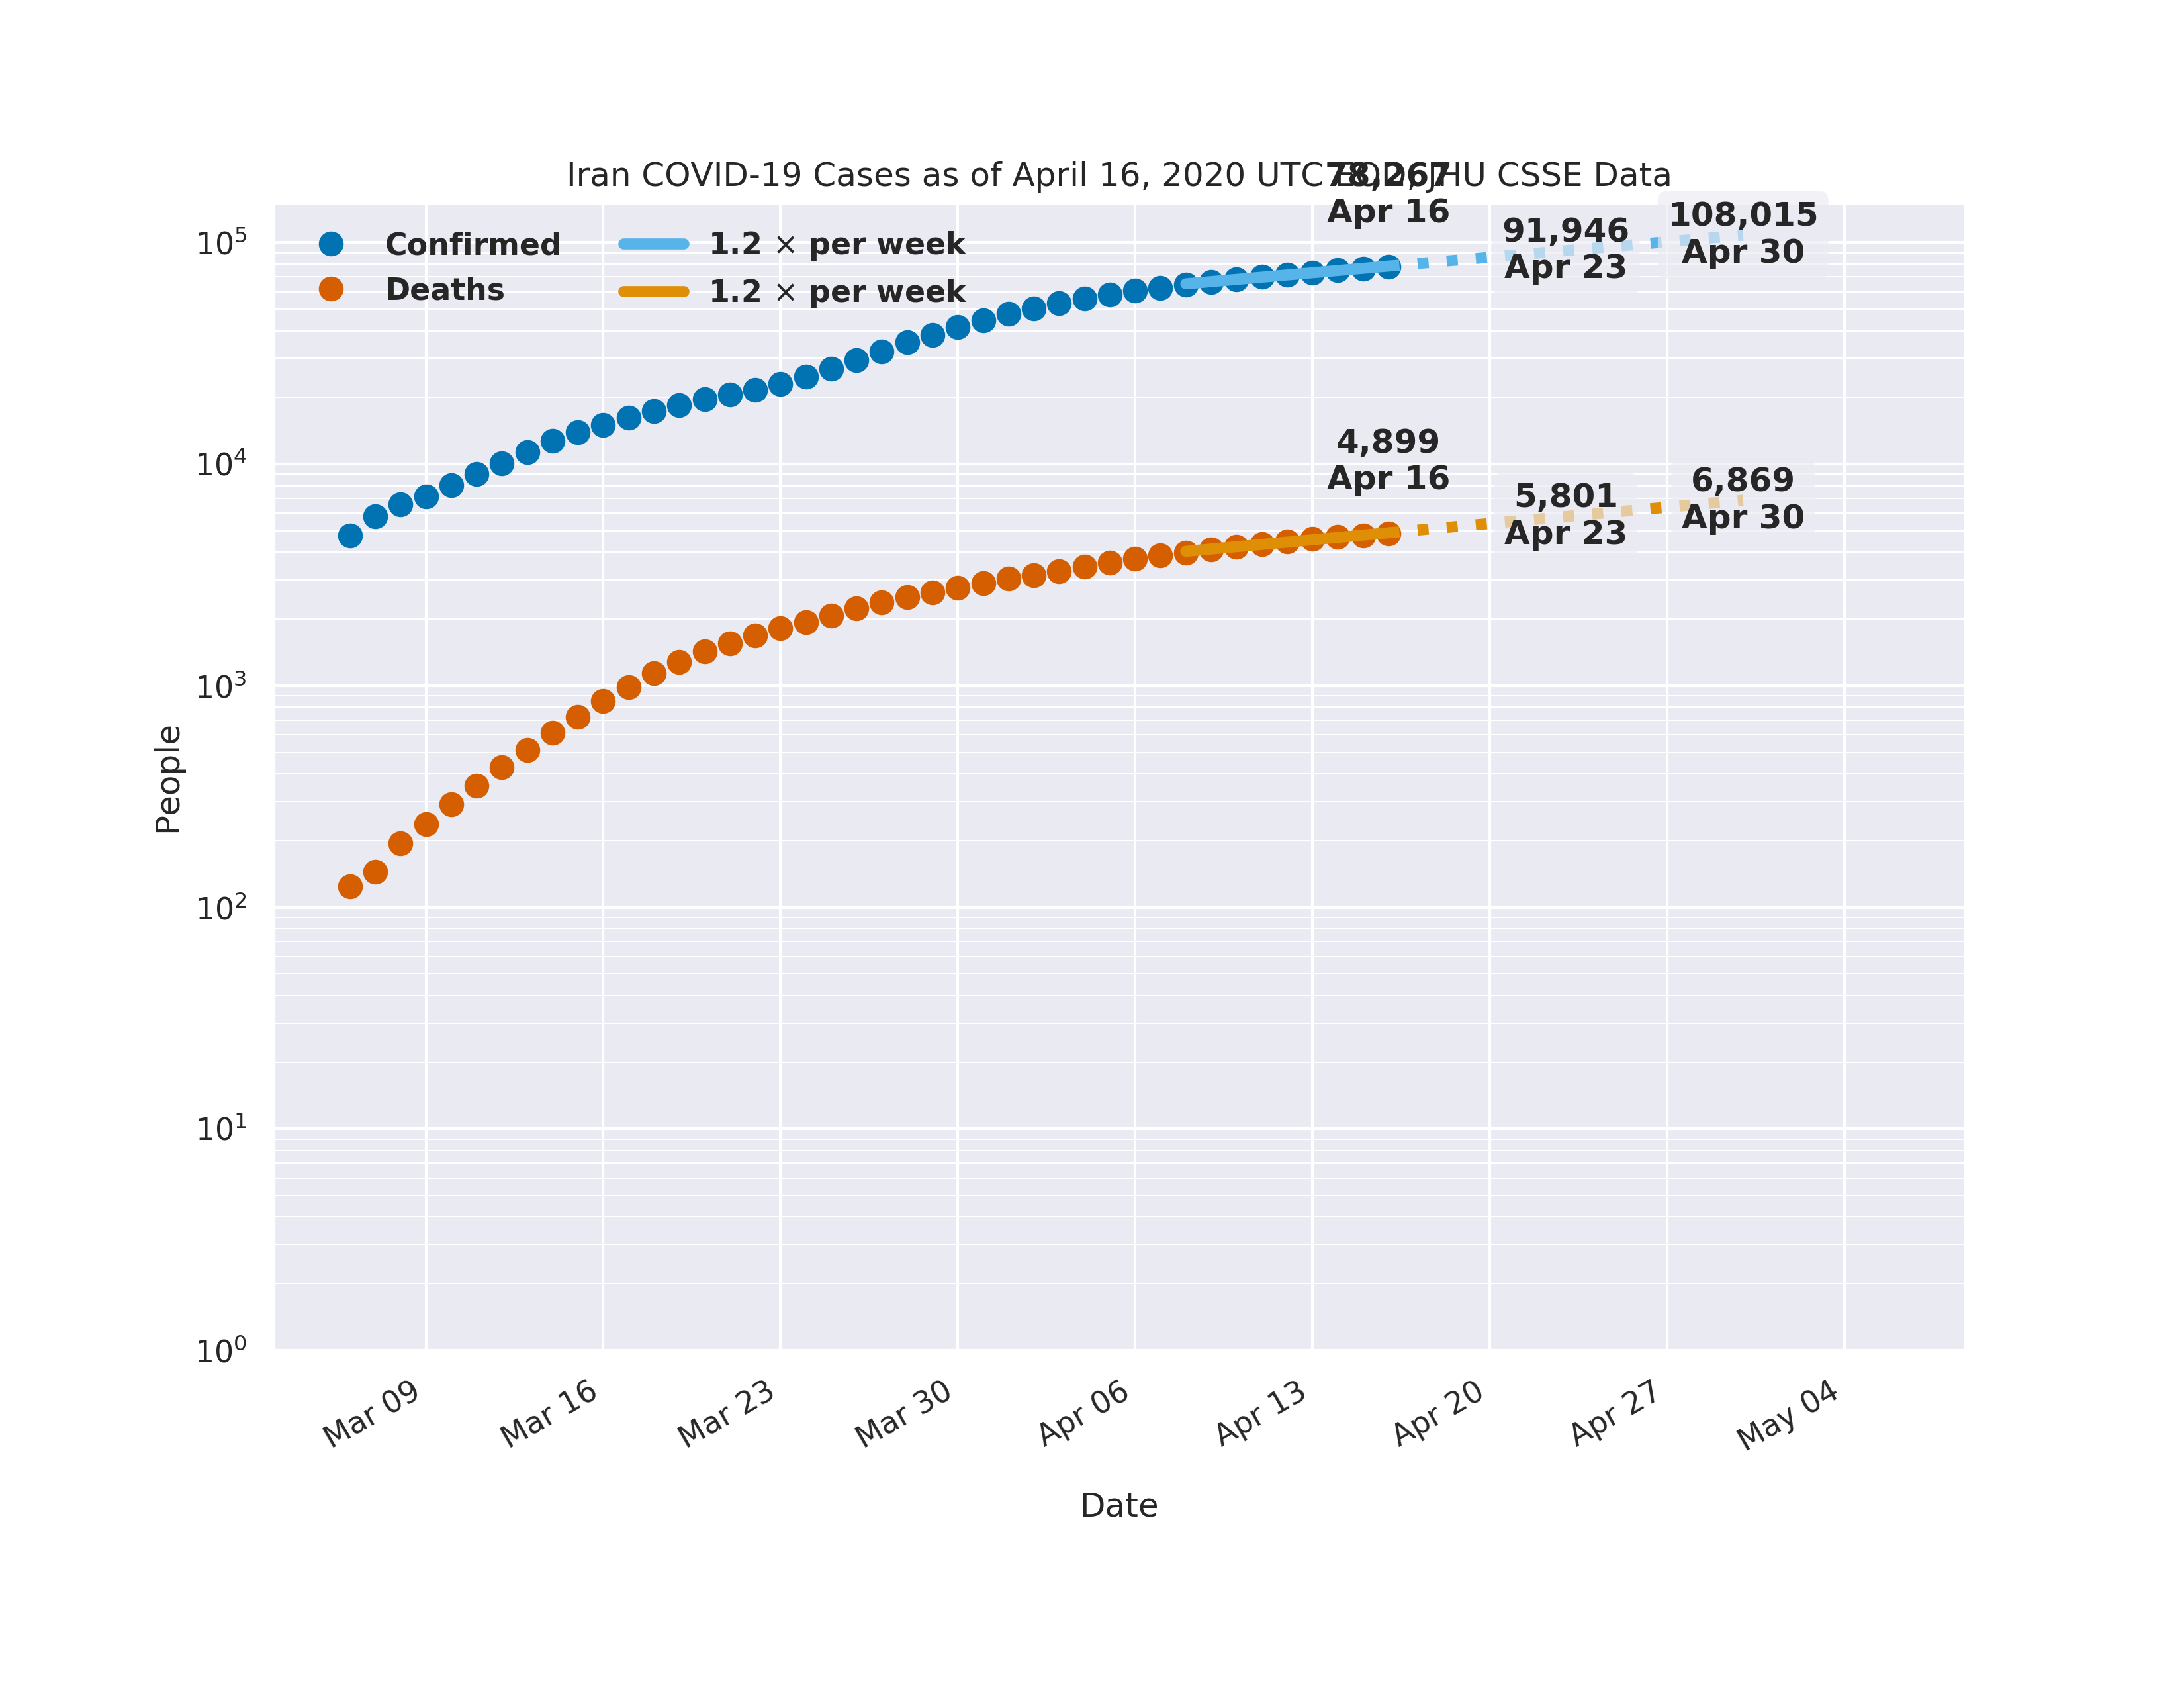 Iran COVID-19 Cases as of April 16, 2020 UTC EOD, JHU CSSE Data
78,267
Apr 16
91,946
Apr 23
108,015
Apr 30
Confirmed
Deaths
1.2 × per week
1.2 × per week
4,899
Apr 16
5,801
Apr 23
6,869
Apr 30
People
10⁵
10⁴
10³
10²
10¹
10⁰
Mar 09
Mar 16
Mar 23
Mar 30
Apr 06
Apr 13
Apr 20
Apr 27
May 04
Date